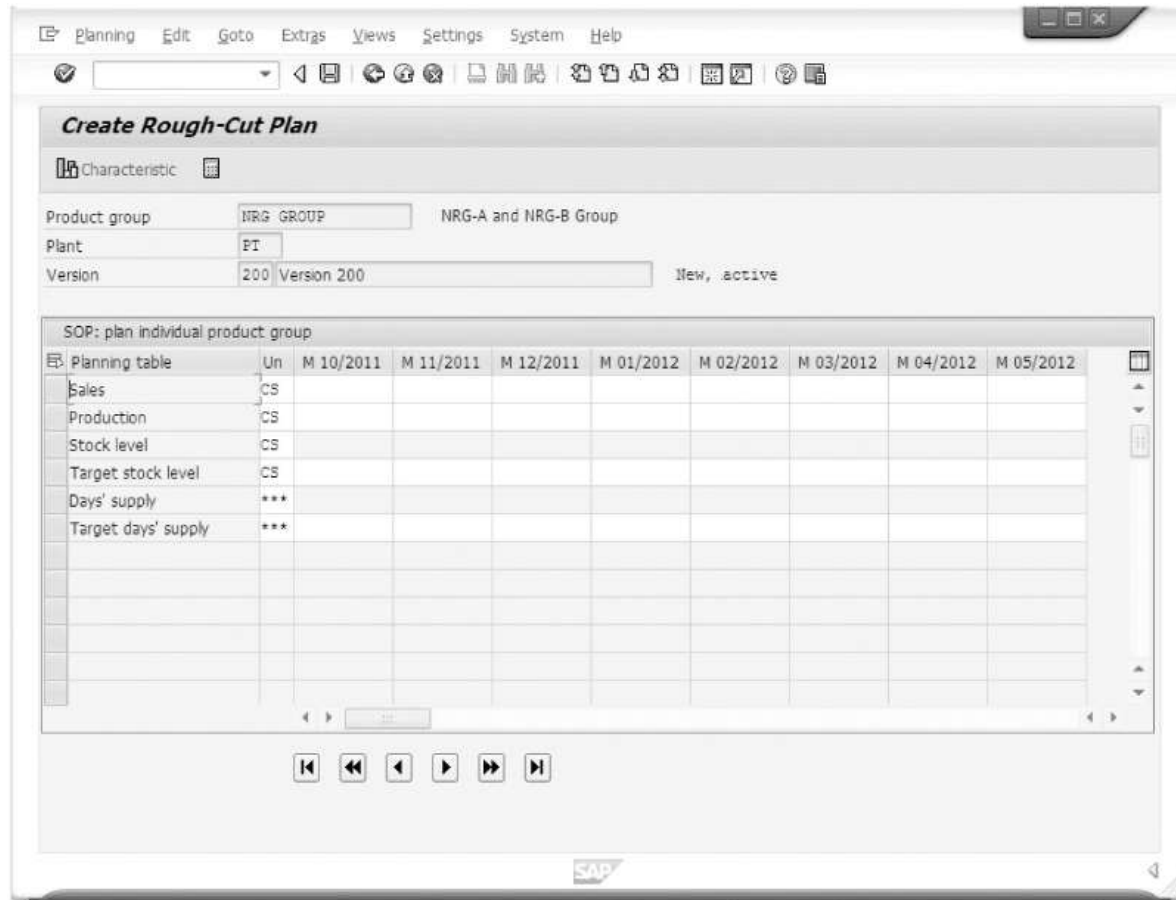 Planning Edit Goto Extras Views Settings System Help
Create Rough-Cut Plan
Characteristic
Product group NRG GROUP NRG-A and NRG-B Group
Plant PT
Version 200 Version 200 New, active
SOP: plan individual product group
Planning table Un M 10/2011 M 11/2011 M 12/2011 M 01/2012 M 02/2012 M 03/2012 M 04/2012 M 05/2012
Sales CS
Production CS
Stock level CS
Target stock level CS
Days' supply ***
Target days' supply ***
SAP